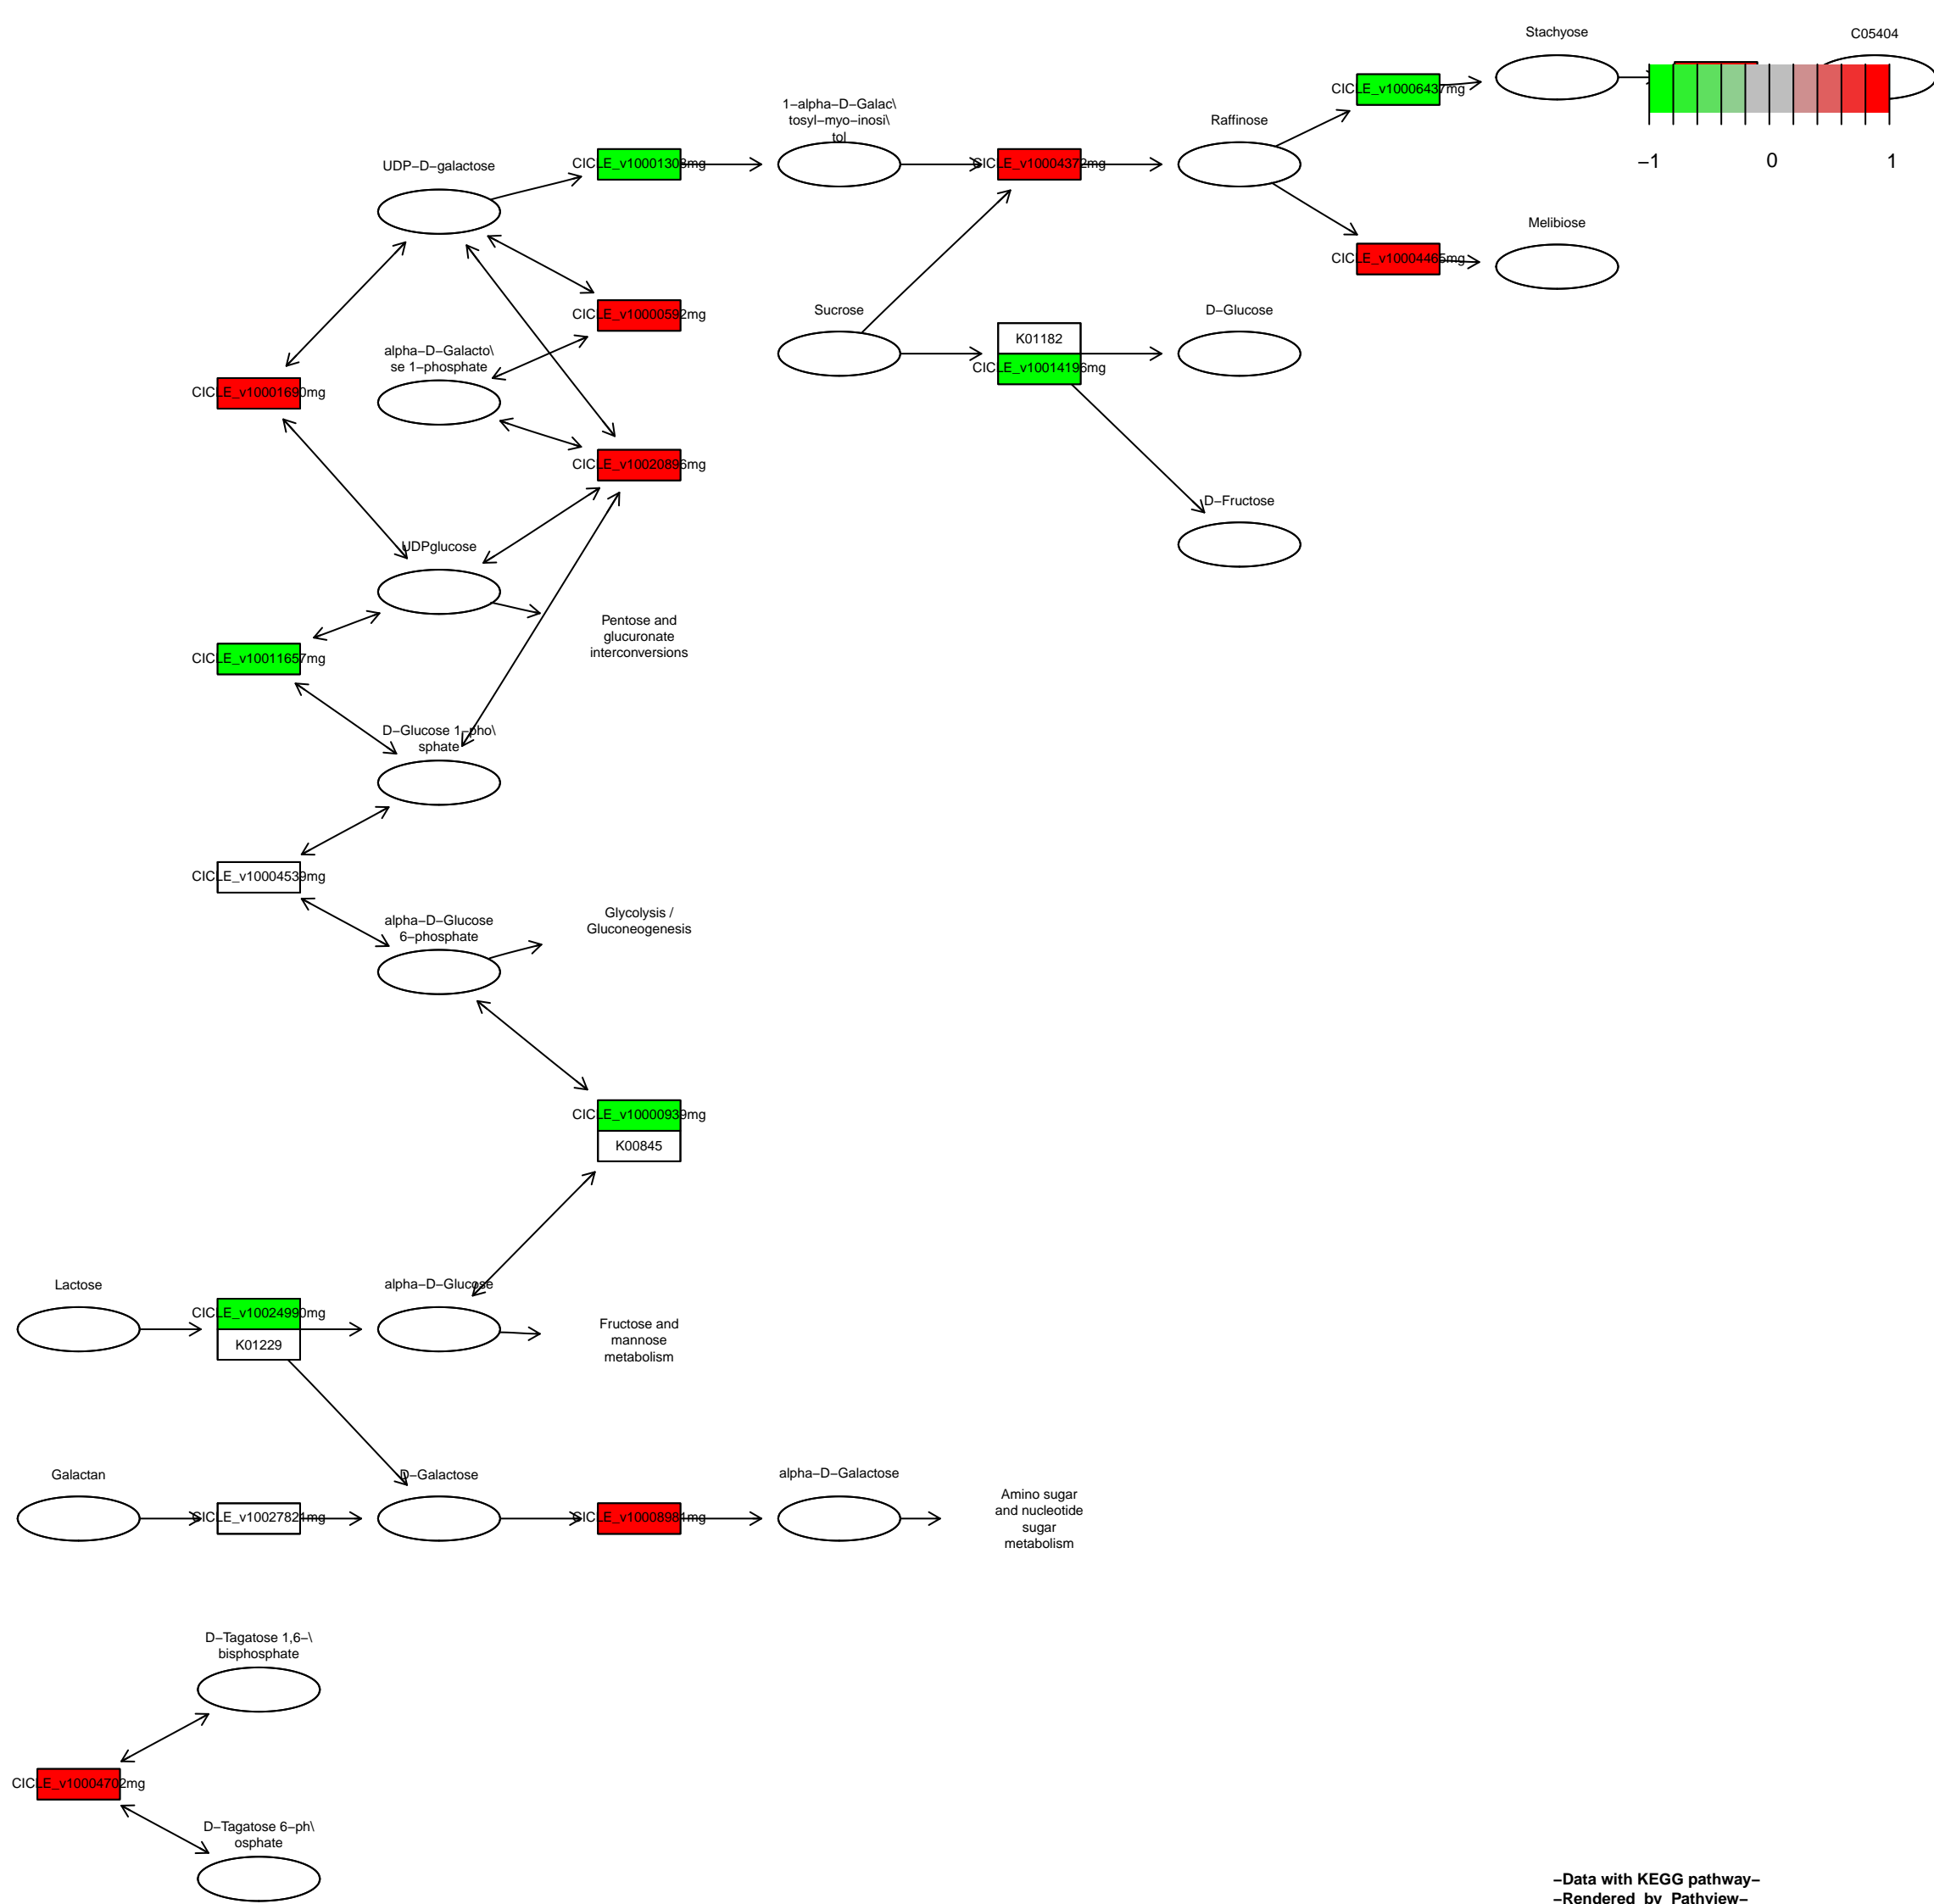 Stachyose
C05404
CICLE_v10006437mg
1−alpha−D−Galac\
tosyl−myo−inosi\
tol
Raffinose
−1
0
1
UDP−D−galactose
CICLE_v10001308mg
CICLE_v10004372mg
Melibiose
CICLE_v10004465mg
CICLE_v10000592mg
Sucrose
D−Glucose
K01182
CICLE_v10014196mg
alpha−D−Galacto\
se 1−phosphate
CICLE_v10001690mg
CICLE_v10020896mg
D−Fructose
UDPglucose
Pentose and
glucuronate
interconversions
CICLE_v10011657mg
D−Glucose 1−pho\
sphate
CICLE_v10004539mg
alpha−D−Glucose
6−phosphate
Glycolysis /
Gluconeogenesis
CICLE_v10000939mg
K00845
Lactose
CICLE_v10024990mg
K01229
alpha−D−Glucose
Fructose and
mannose
metabolism
Galactan
CICLE_v10027821mg
D−Galactose
CICLE_v10008981mg
alpha−D−Galactose
Amino sugar
and nucleotide
sugar
metabolism
D−Tagatose 1,6−\
bisphosphate
CICLE_v10004702mg
D−Tagatose 6−ph\
osphate
−Data with KEGG pathway−
−Rendered by Pathview−